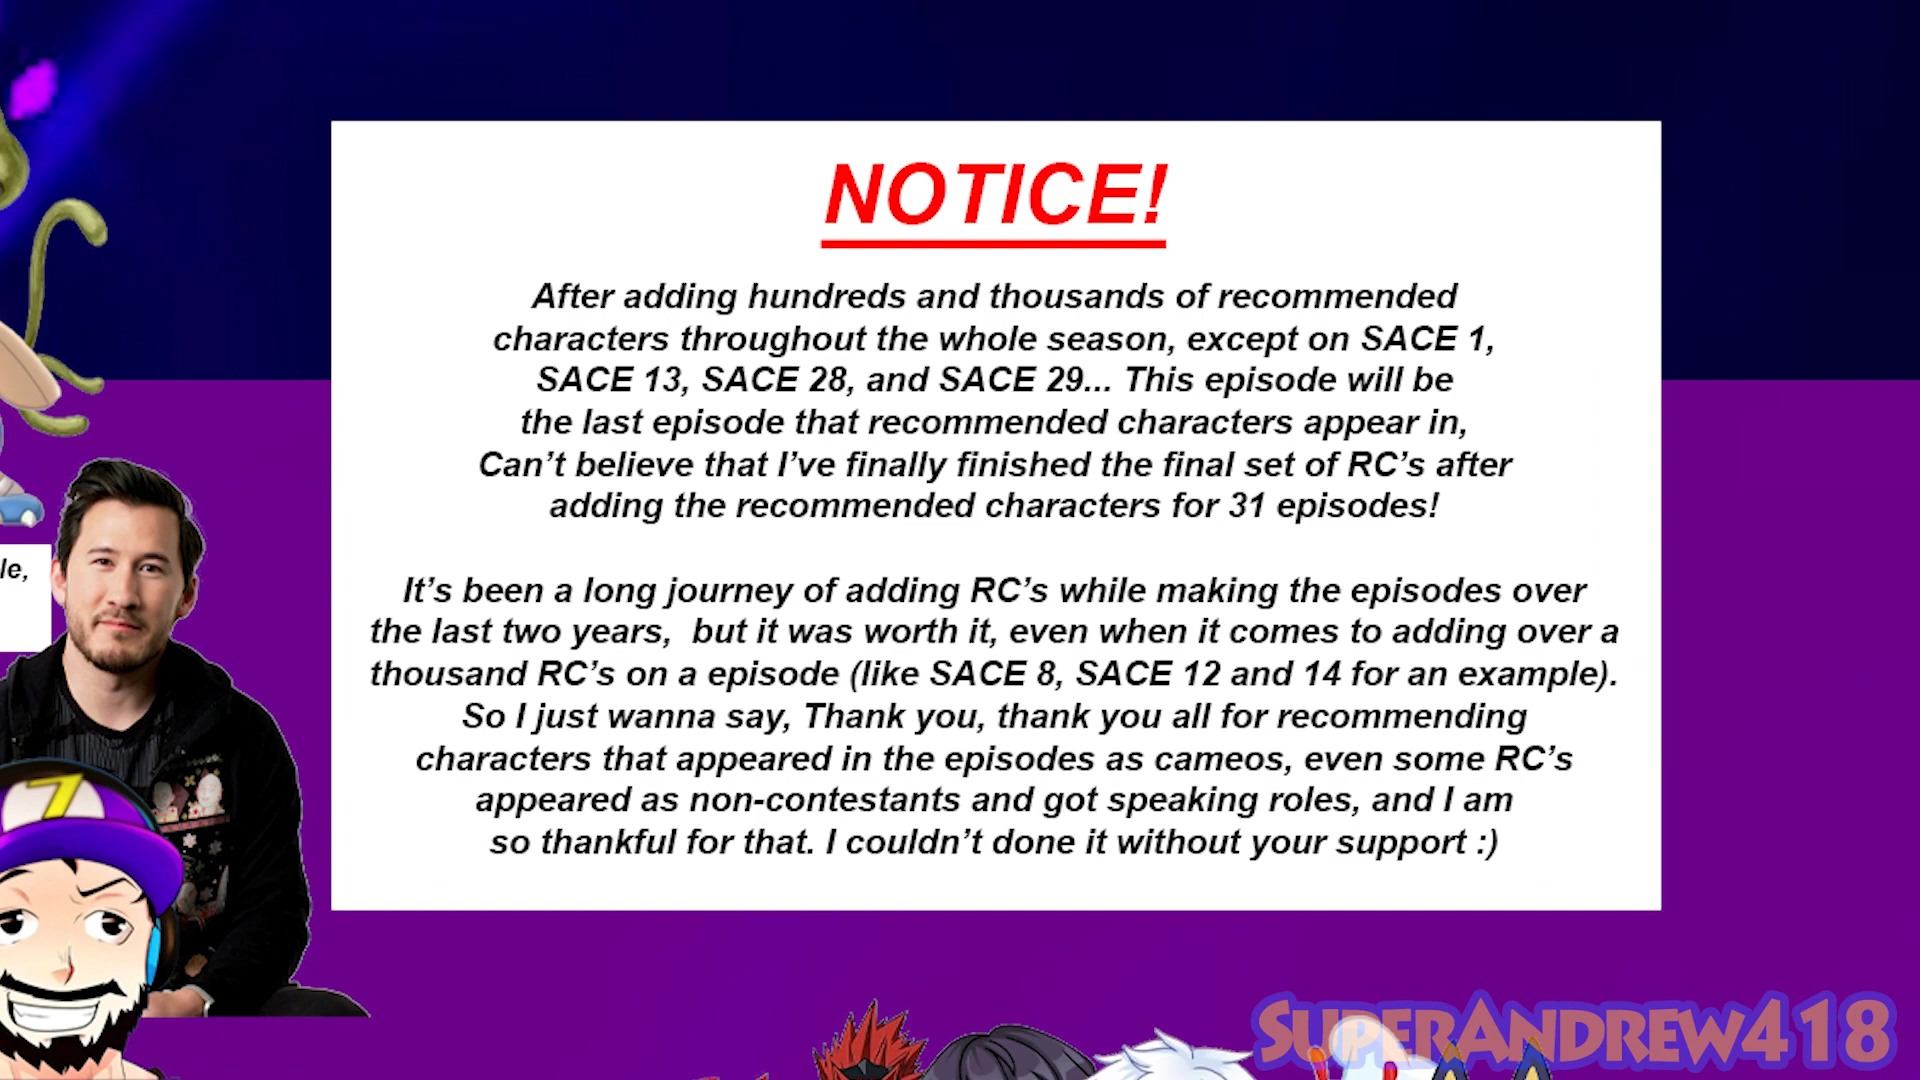 NOTICE!
After adding hundreds and thousands of recommended
characters throughout the whole season, except on SACE 1,
SACE 13, SACE 28, and SACE 29... This episode will be
the last episode that recommended characters appear in,
Can't believe that I've finally finished the final set of RC's after
adding the recommended characters for 31 episodes!
It's been a long journey of adding RC's while making the episodes over
the last two years, but it was worth it, even when it comes to adding over a
thousand RC's on a episode (like SACE 8, SACE 12 and 14 for an example).
So I just wanna say, Thank you, thank you all for recommending
characters that appeared in the episodes as cameos, even some RC's
appeared as non-contestants and got speaking roles, and I am
so thankful for that. I couldn't done it without your support :)
le,
7
SuperAndrew418